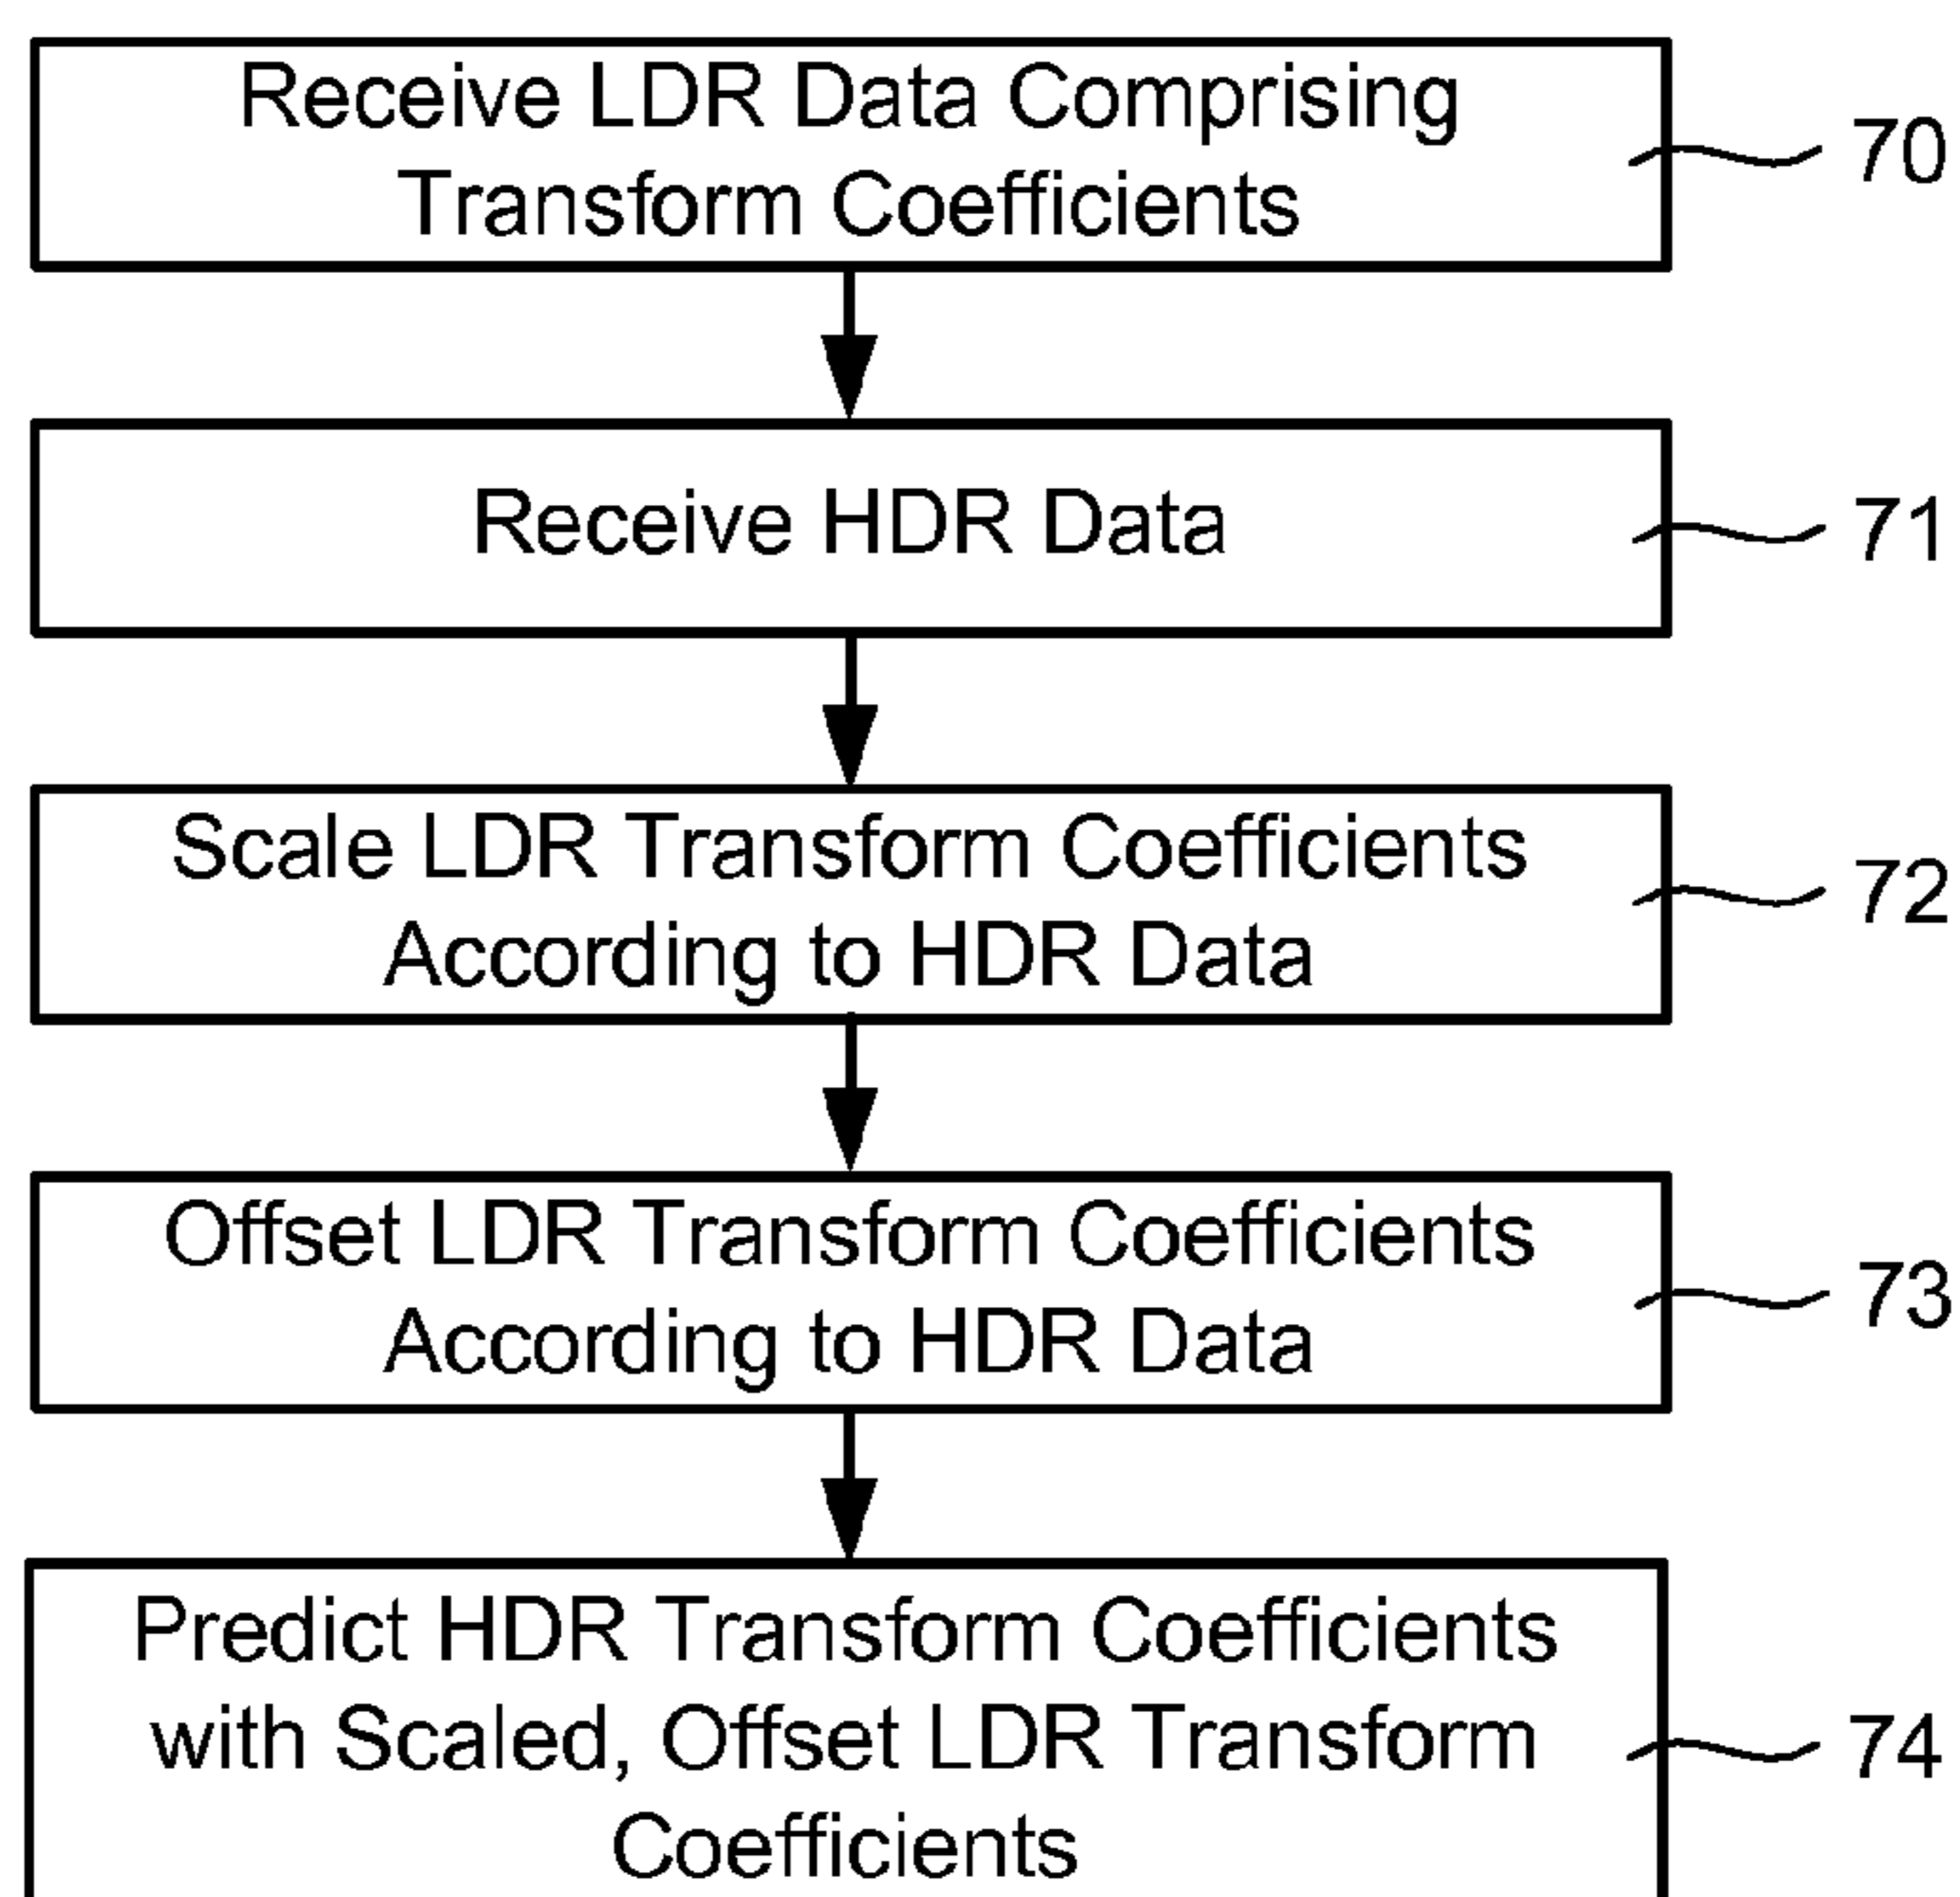 Receive LDR Data Comprising
Transform Coefficients
70
Receive HDR Data
71
Scale LDR Transform Coefficients
According to HDR Data
72
Offset LDR Transform Coefficients
According to HDR Data
73
Predict HDR Transform Coefficients
with Scaled, Offset LDR Transform
Coefficients
74